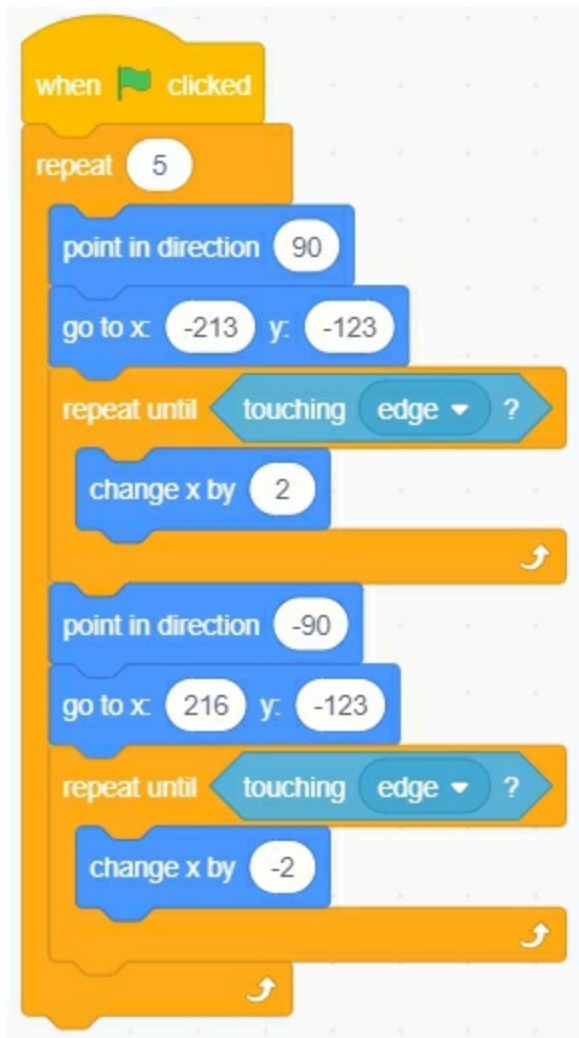 when clicked
repeat 5
point in direction 90
go to x: -213 y: -123
repeat until touching edge ?
change x by 2
point in direction -90
go to x: 216 y: -123
repeat until touching edge ?
change x by -2